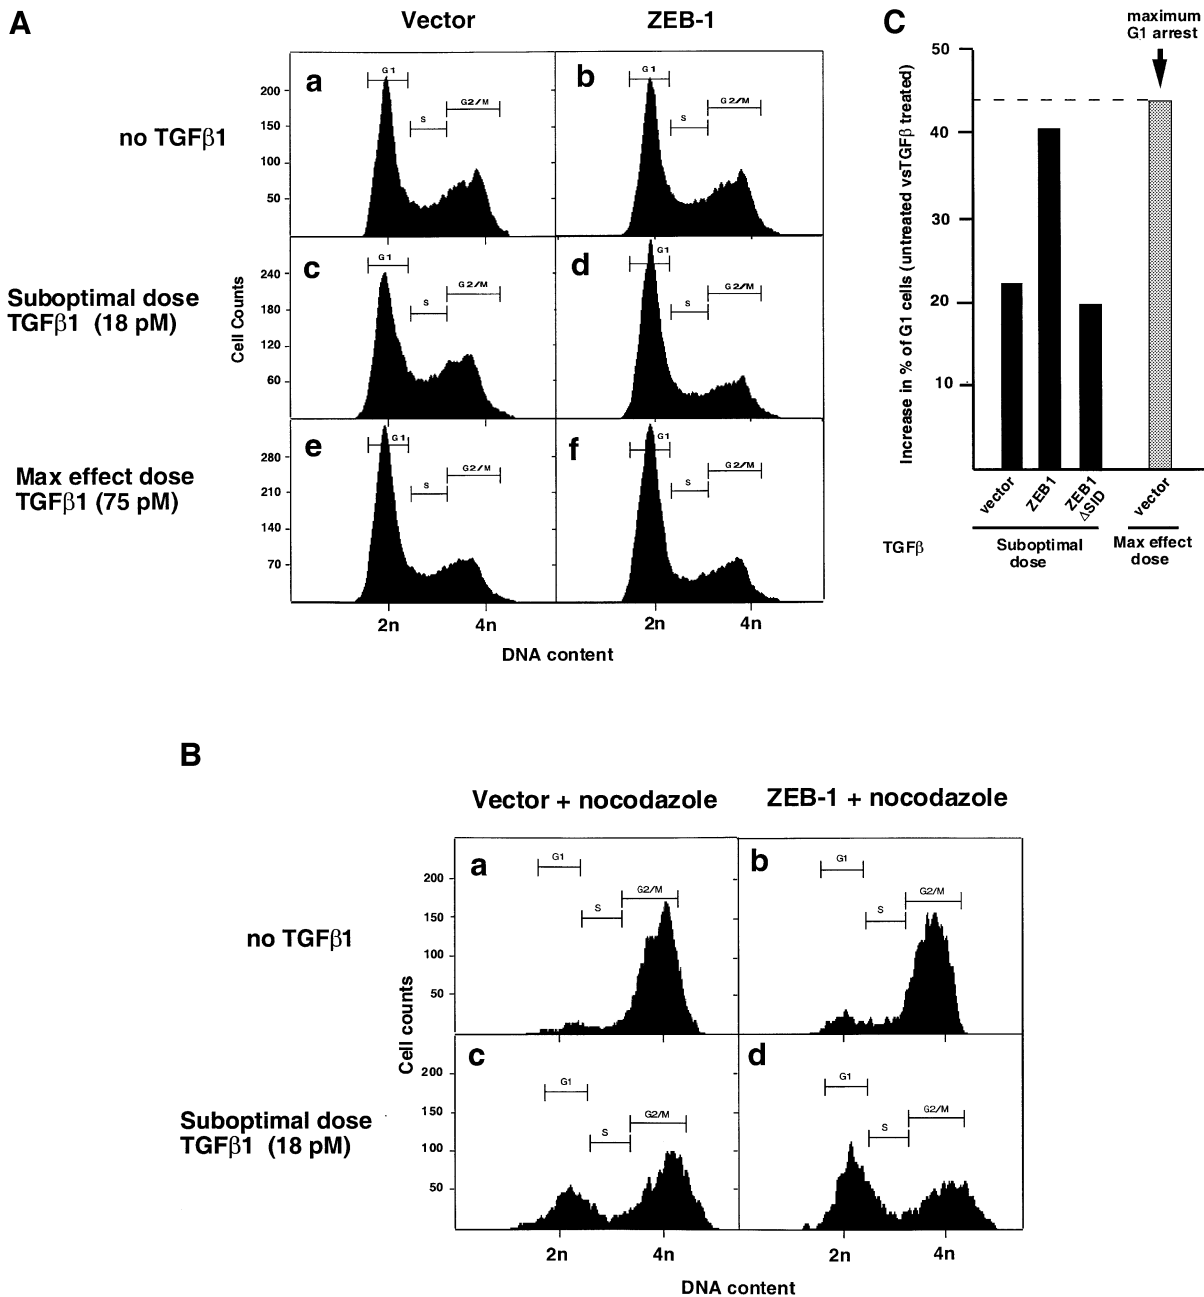 A
Vector
ZEB-1
no TGFβ1
Suboptimal dose
TGFβ1 (18 pM)
Max effect dose
TGFβ1 (75 pM)
Cell Counts
200
150
100
50
240
180
120
60
280
210
140
70
a
G1
S
G2/M
b
G1
S
G2/M
c
G1
S
G2/M
d
G1
S
G2/M
e
G1
S
G2/M
f
G1
S
G2/M
2n
4n
2n
4n
DNA content
C
maximum
G1 arrest
Increase in % of G1 cells (untreated vsTGFβ treated)
50
40
30
20
10
vector
ZEB1
ZEB1
ΔSID
vector
TGFβ
Suboptimal
dose
Max effect
dose
B
Vector + nocodazole
ZEB-1 + nocodazole
no TGFβ1
Suboptimal dose
TGFβ1 (18 pM)
Cell counts
200
150
100
50
200
150
100
50
a
G1
S
G2/M
b
G1
S
G2/M
c
G1
S
G2/M
d
G1
S
G2/M
2n
4n
2n
4n
DNA content